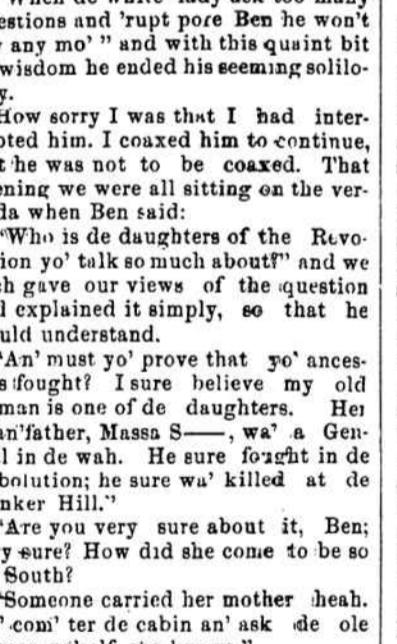 estions and 'rupt pore Ben he won't
any mo' " and with this quaint bit
wisdom he ended his seeming solilo-
y.
How sorry I was that I had inter-
pted him. I coaxed him to continue,
t he was not to be coaxed. That
ening we were all sitting on the ver-
da when Ben said:
"Who is de daughters of the Revo-
ion yo' talk so much about?" and we
ch gave our views of the question
d explained it simply, so that he
uld understand.
'An' must yo' prove that yo' ances-
s fought? I sure believe my old
man is one of de daughters. Her
an'father, Massa S——, wa' a Gen-
l in de wah. He sure fought in de
bolution; he sure wa' killed at de
nker Hill."
'Are you very sure about it, Ben;
y sure? How did she come to be so
South?
'Someone carried her mother heah.
' com' ter de cabin an' ask de ole